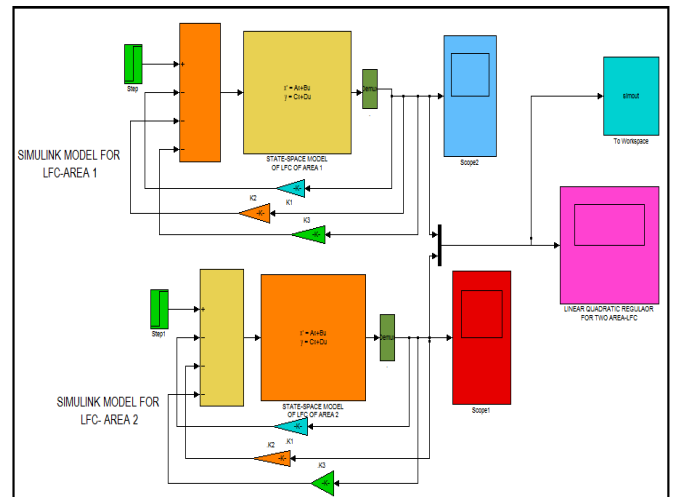 Step
+
-
-
-
x' = Ax+Bu
y = Cx+Du
Demux
STATE-SPACE MODEL
OF LFC OF AREA 1
Scope2
simout
To Workspace
SIMULINK MODEL FOR
LFC-AREA 1
-K-
K1
K2
-K-
K3
-K-
LINEAR QUADRATIC REGULAOR
FOR TWO AREA-LFC
Step1
+
-
-
-
x' = Ax+Bu
y = Cx+Du
Demux
STATE-SPACE MODEL
OF LFC OF AREA 2
Scope1
SIMULINK MODEL FOR
LFC- AREA 2
-K-
.K1
.K2
-K-
.K3
-K-